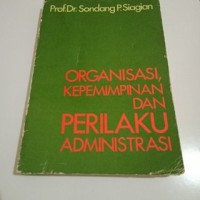 Prof.Dr. Sondang P. Siagian
ORGANISASI,
KEPEMIMPINAN
DAN
PERILAKU
ADMINISTRASI